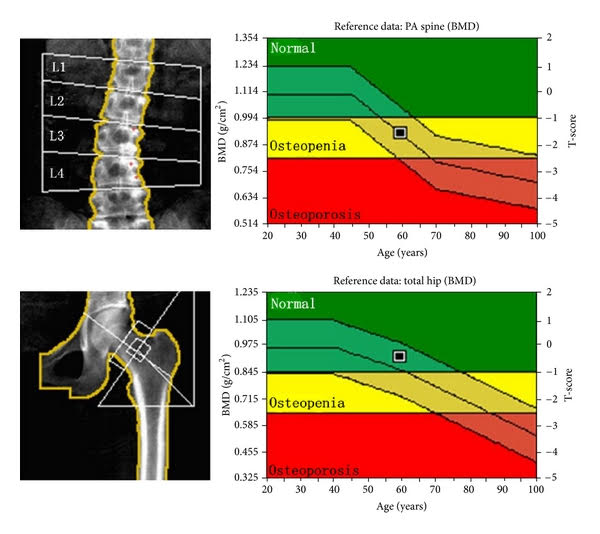 Reference data: PA spine (BMD)
L1
L2
L3
L4
BMD (g/cm²)
1.354
1.234
1.114
0.994
0.874
0.754
0.634
0.514
Normal
Osteopenia
Osteoporosis
2
1
0
−1
−2
−3
−4
−5
T-score
20 30 40 50 60 70 80 90 100
Age (years)
Reference data: total hip (BMD)
BMD (g/cm²)
1.235
1.105
0.975
0.845
0.715
0.585
0.455
0.325
Normal
Osteopenia
Osteoporosis
2
1
0
−1
−2
−3
−4
−5
T-score
20 30 40 50 60 70 80 90 100
Age (years)